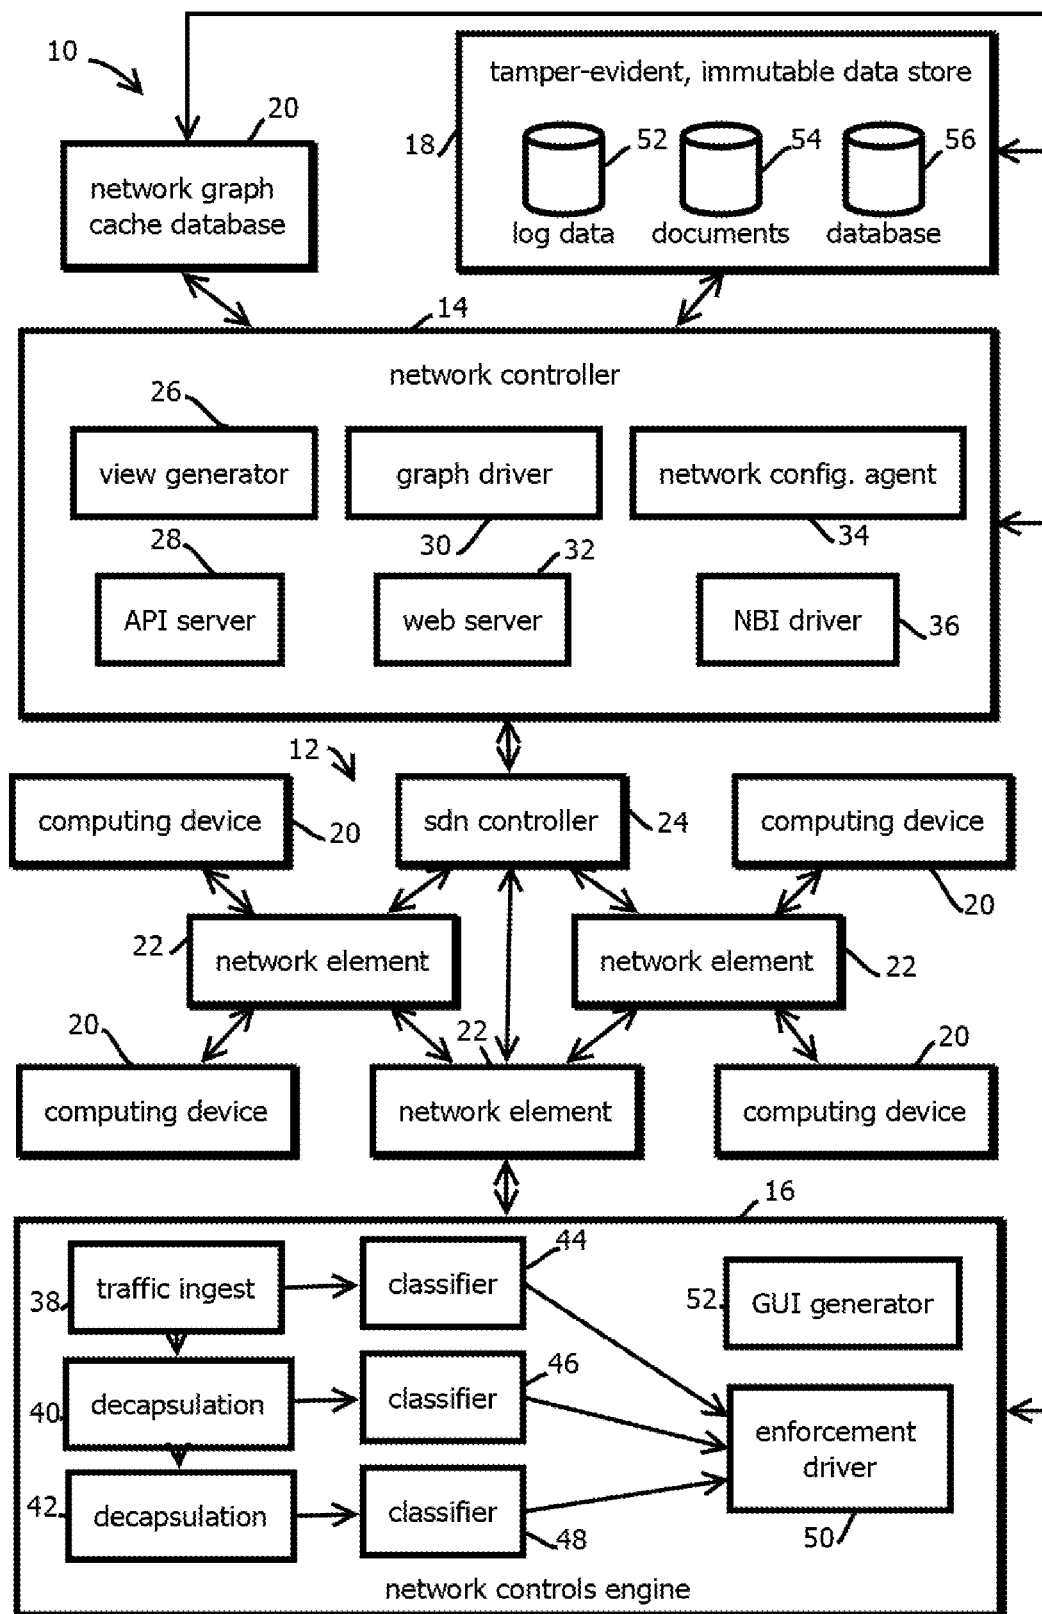 10
20
network graph
cache database
tamper-evident, immutable data store
18
52
54
56
log data
documents
database
14
network controller
26
view generator
graph driver
network config. agent
28
30
32
34
API server
web server
NBI driver
36
12
computing device
20
sdn controller
24
computing device
20
22
network element
network element
22
20
22
20
computing device
network element
computing device
16
38
traffic ingest
classifier
44
52
GUI generator
40
decapsulation
classifier
46
enforcement
driver
42
decapsulation
classifier
48
50
network controls engine